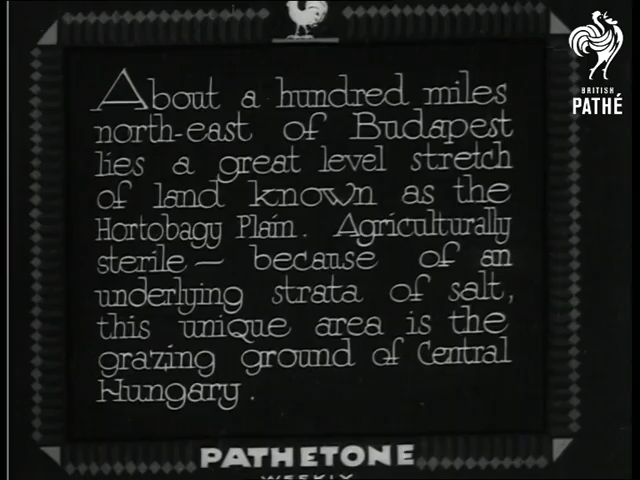 About a hundred miles
north-east of Budapest
lies a great level stretch
of land known as the
Hortobagy Plain. Agriculturally
sterile — because of an
underlying strata of salt,
this unique area is the
grazing ground of Central
Hungary.
PATHETONE
WEEKLY
BRITISH
PATHÉ